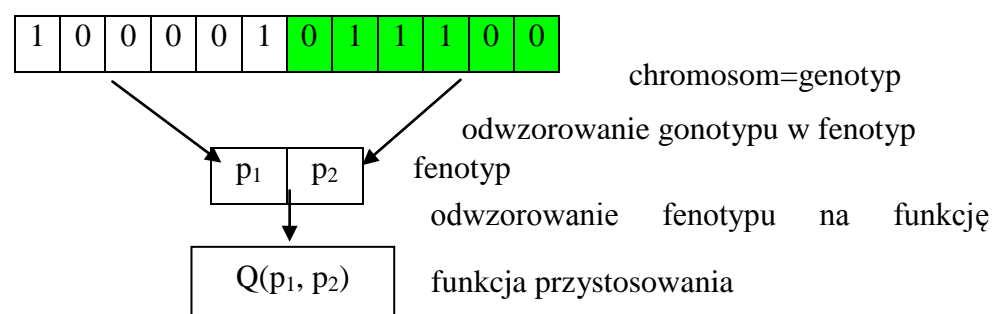 1 0 0 0 0 1 0 1 1 1 0 0
chromosom=genotyp
odwzorowanie gonotypu w fenotyp
p₁ p₂ fenotyp
odwzorowanie fenotypu na funkcję
Q(p₁, p₂) funkcja przystosowania